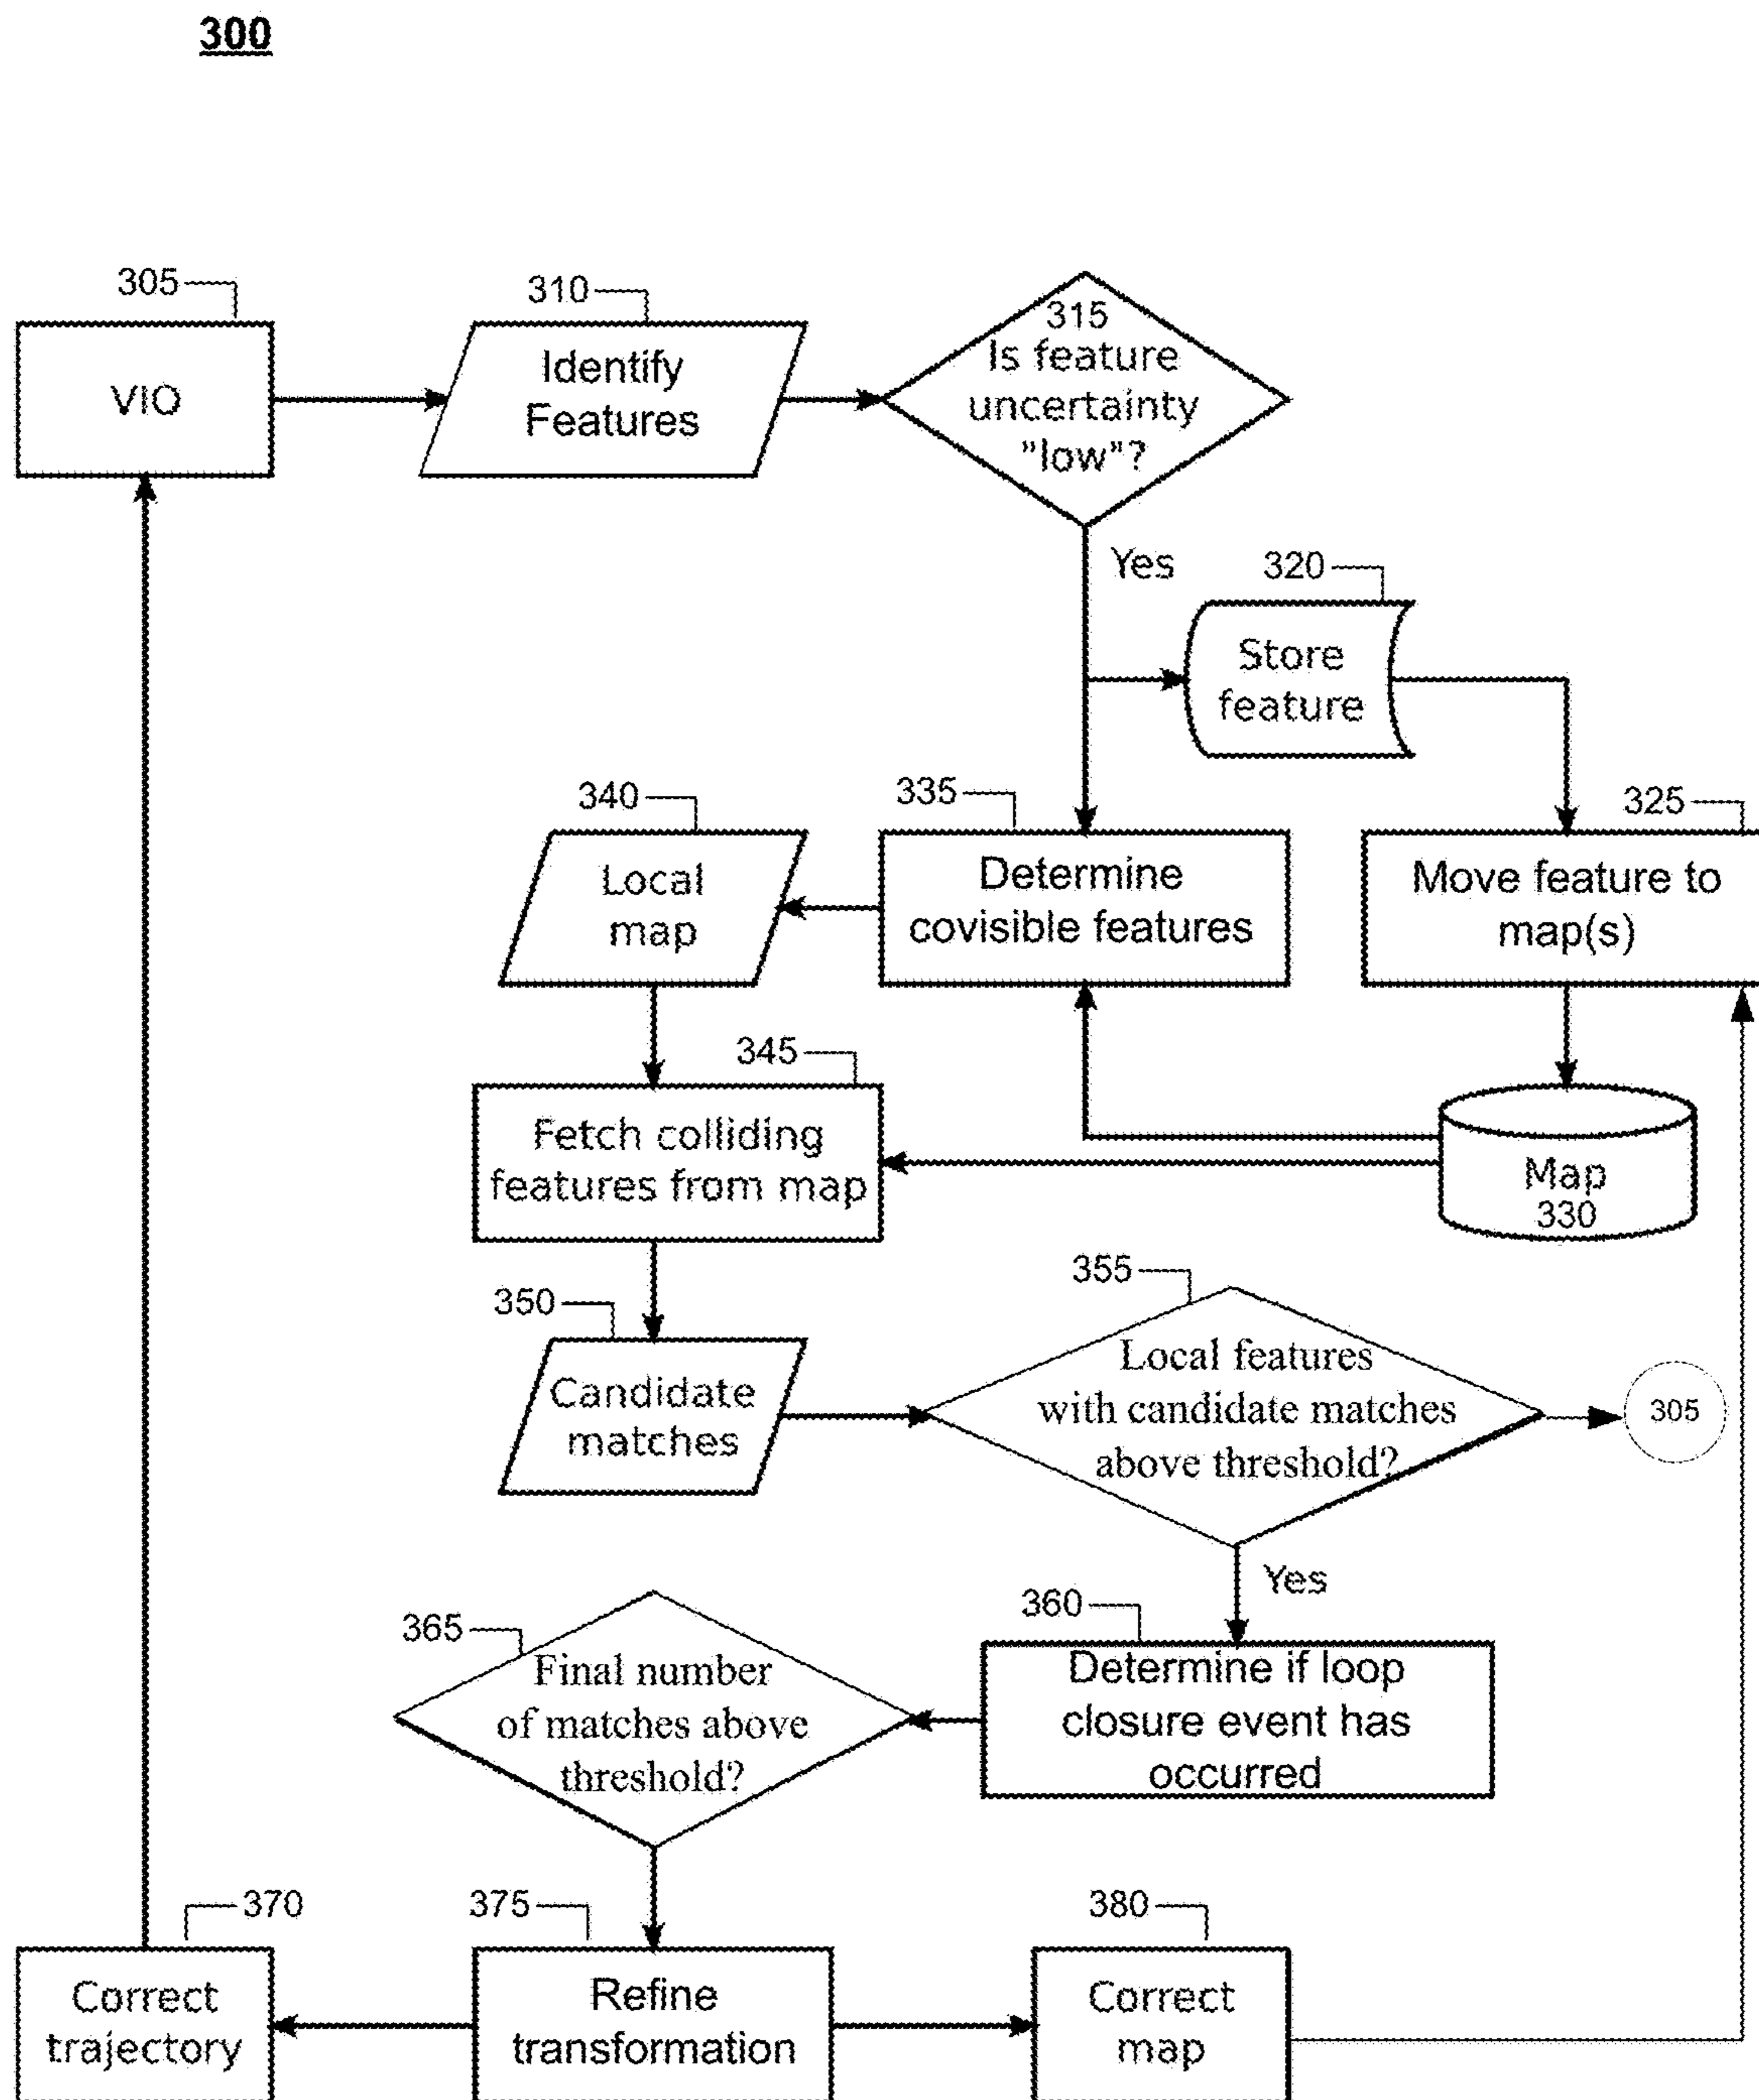 300
305
VIO
310
Identify
Features
315
Is feature
uncertainty
"low"?
Yes
320
Store
feature
325
Move feature to
map(s)
335
Determine
covisible features
340
Local
map
345
Fetch colliding
features from map
Map
330
350
Candidate
matches
355
Local features
with candidate matches
above threshold?
305
Yes
360
Determine if loop
closure event has
occurred
365
Final number
of matches above
threshold?
370
Correct
trajectory
375
Refine
transformation
380
Correct
map